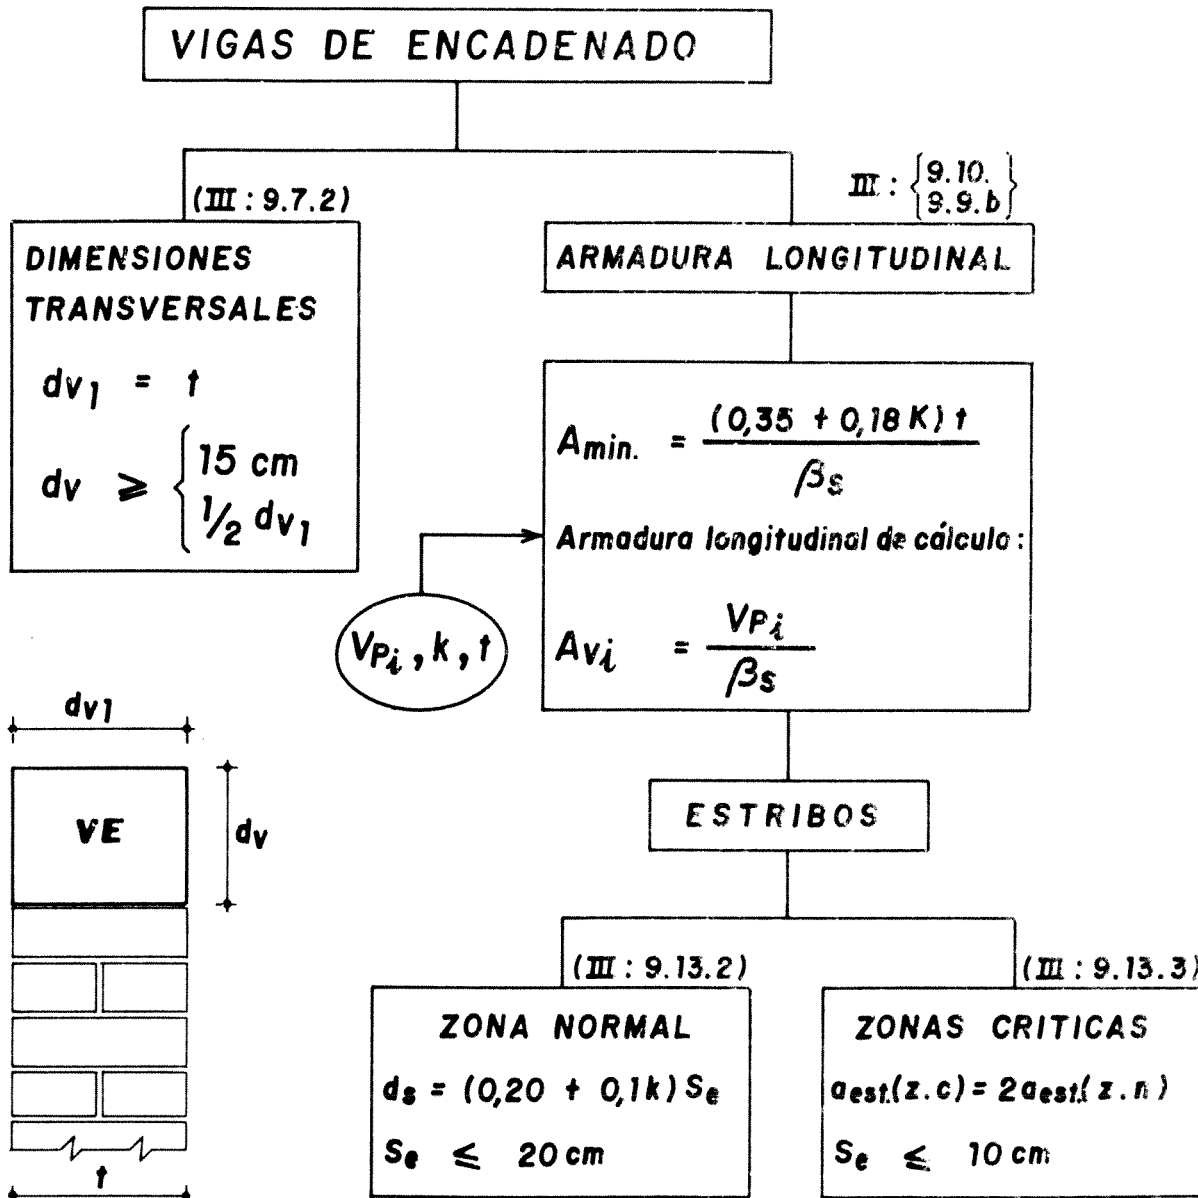 VIGAS DE ENCADENADO
(III : 9.7.2)
DIMENSIONES
TRANSVERSALES
dv1 = t
dv ≥ { 15 cm
1/2 dv1
III : { 9.10.
9.9.b }
ARMADURA LONGITUDINAL
Amin. = (0,35 + 0,18 K) t
βs
Armadura longitudinal de cálculo :
Avi = VPi
βs
VPi , k , t
dv1
VE
dv
t
ESTRIBOS
(III : 9.13.2)
ZONA NORMAL
ds = (0,20 + 0,1k) Se
Se ≤ 20 cm
(III : 9.13.3)
ZONAS CRITICAS
aest.(z.c) = 2aest.(z.n)
Se ≤ 10 cm